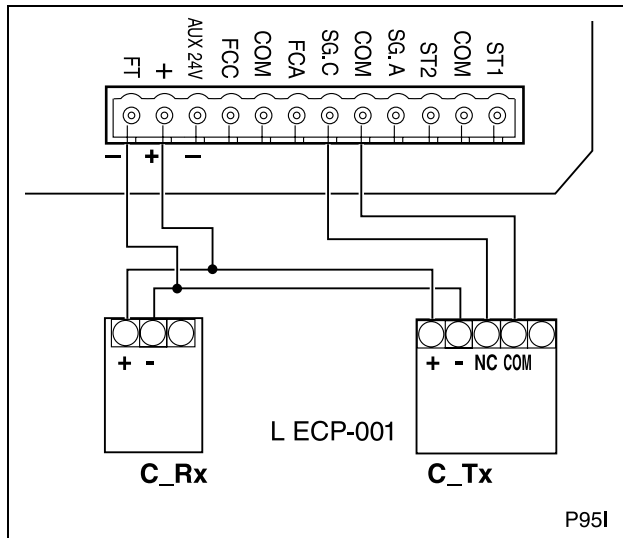 FT + AUX 24V FCC COM FCA SG.C COM SG.A ST2 COM ST1
− + −
+ -
+ - NC COM
L ECP-001
C_Rx
C_Tx
P95I